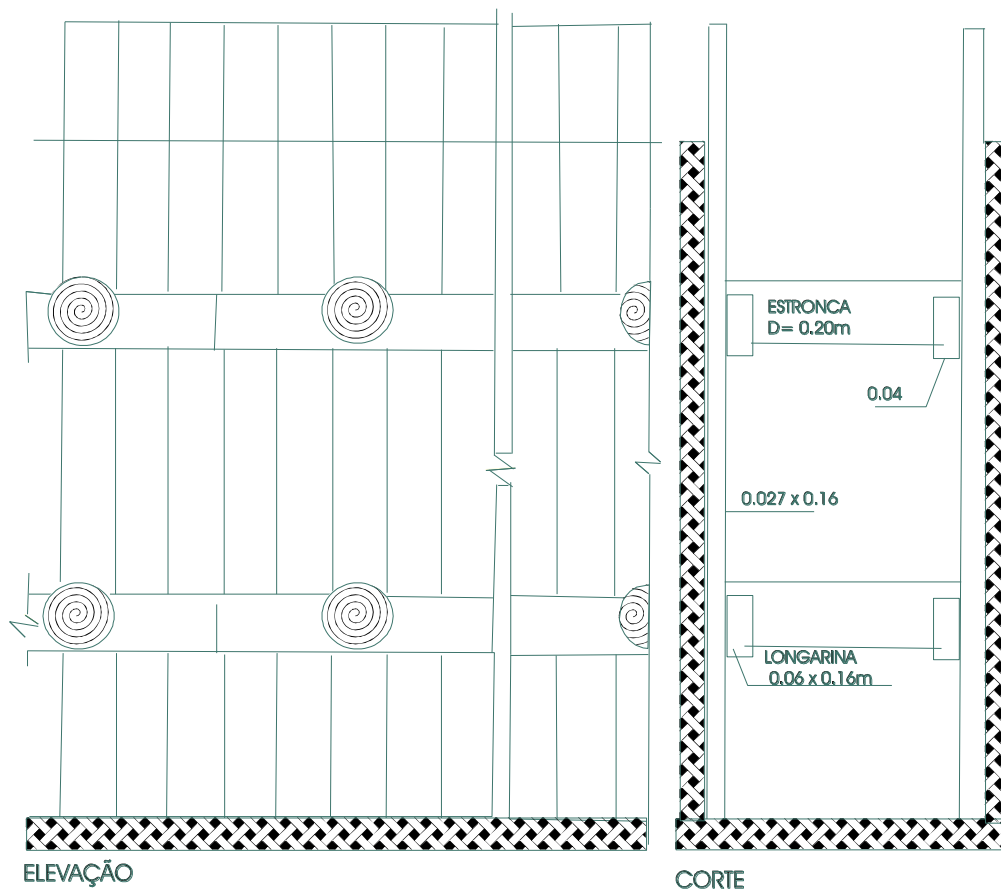 ESTRONCA
D= 0.20m
0.04
0.027 x 0.16
LONGARINA
0.06 x 0.16m
ELEVAÇÃO
CORTE